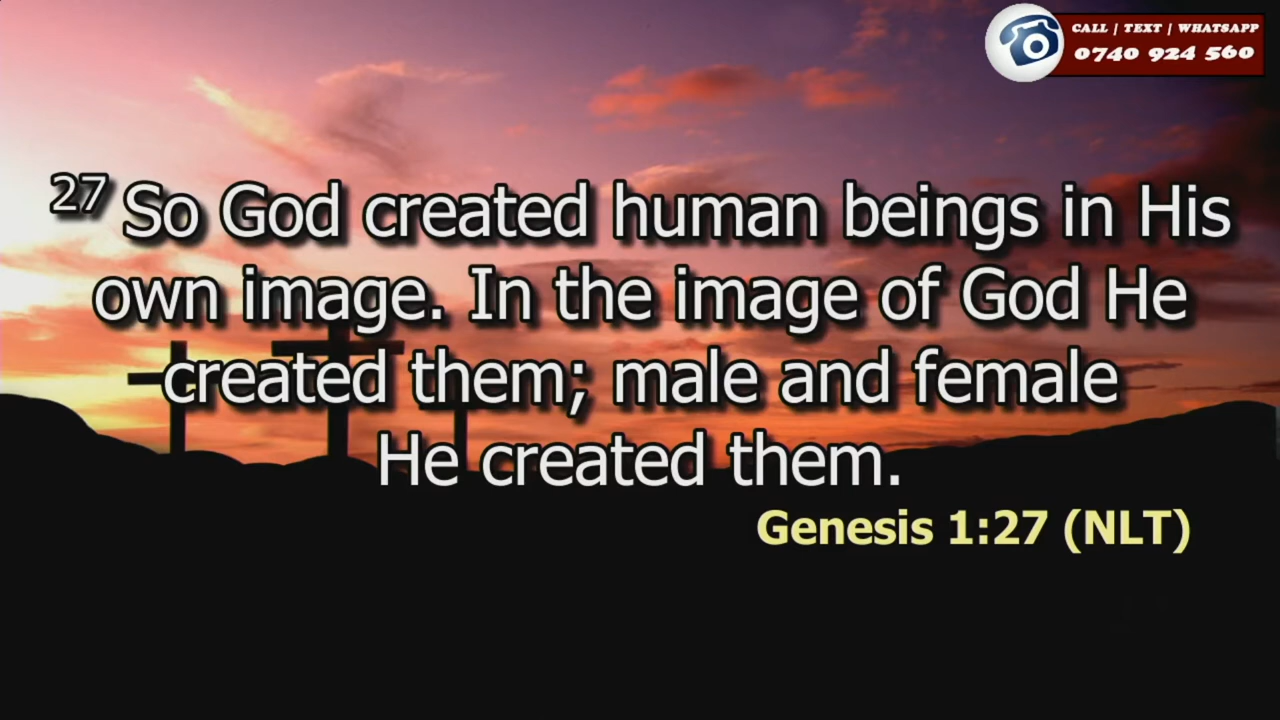 CALL | TEXT | WHATSAPP
0740 924 560
27 So God created human beings in His
own image. In the image of God He
created them; male and female
He created them.
Genesis 1:27 (NLT)